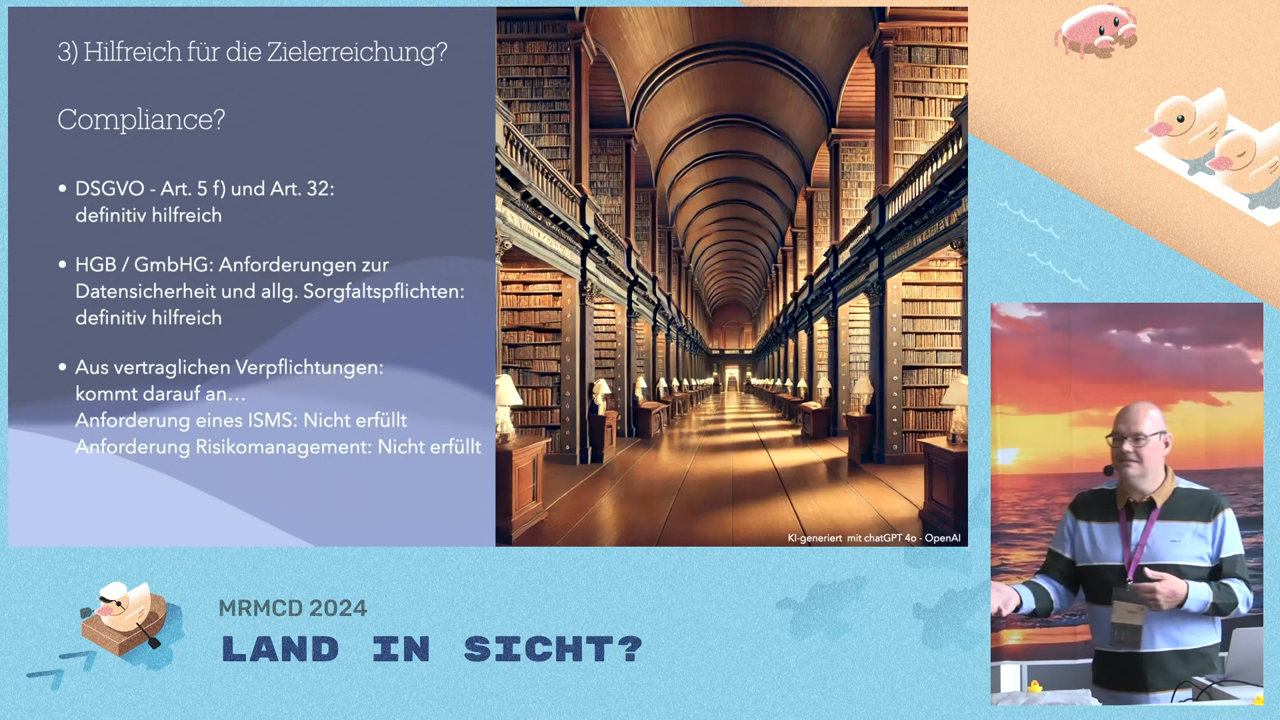 3) Hilfreich für die Zielerreichung?
Compliance?
• DSGVO - Art. 5 f) und Art. 32:
definitiv hilfreich
• HGB / GmbHG: Anforderungen zur
Datensicherheit und allg. Sorgfaltspflichten:
definitiv hilfreich
• Aus vertraglichen Verpflichtungen:
kommt darauf an…
Anforderung eines ISMS: Nicht erfüllt
Anforderung Risikomanagement: Nicht erfüllt
KI-generiert mit chatGPT 4o - OpenAI
MRMCD 2024
LAND IN SICHT?